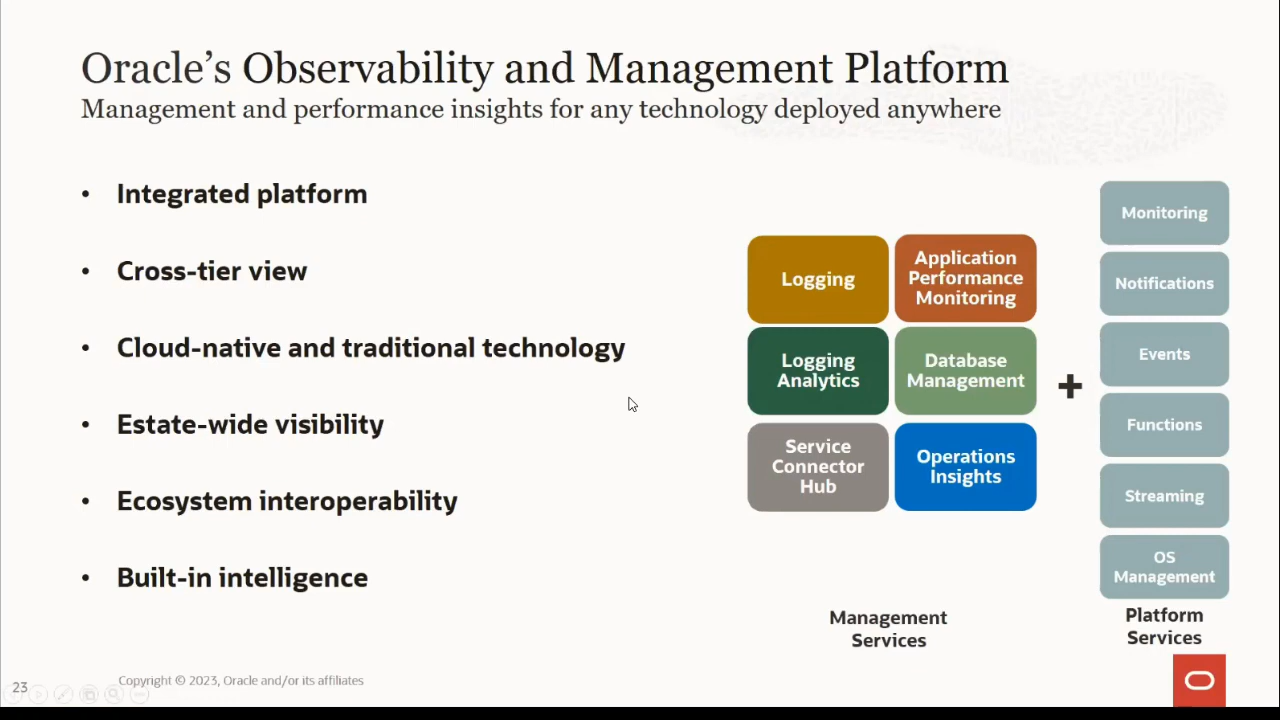 Oracle’s Observability and Management Platform
Management and performance insights for any technology deployed anywhere
• Integrated platform
• Cross-tier view
• Cloud-native and traditional technology
• Estate-wide visibility
• Ecosystem interoperability
• Built-in intelligence
Logging
Application
Performance
Monitoring
Logging
Analytics
Database
Management
Service
Connector
Hub
Operations
Insights
Management
Services
+
Monitoring
Notifications
Events
Functions
Streaming
OS
Management
Platform
Services
23
Copyright © 2023, Oracle and/or its affiliates